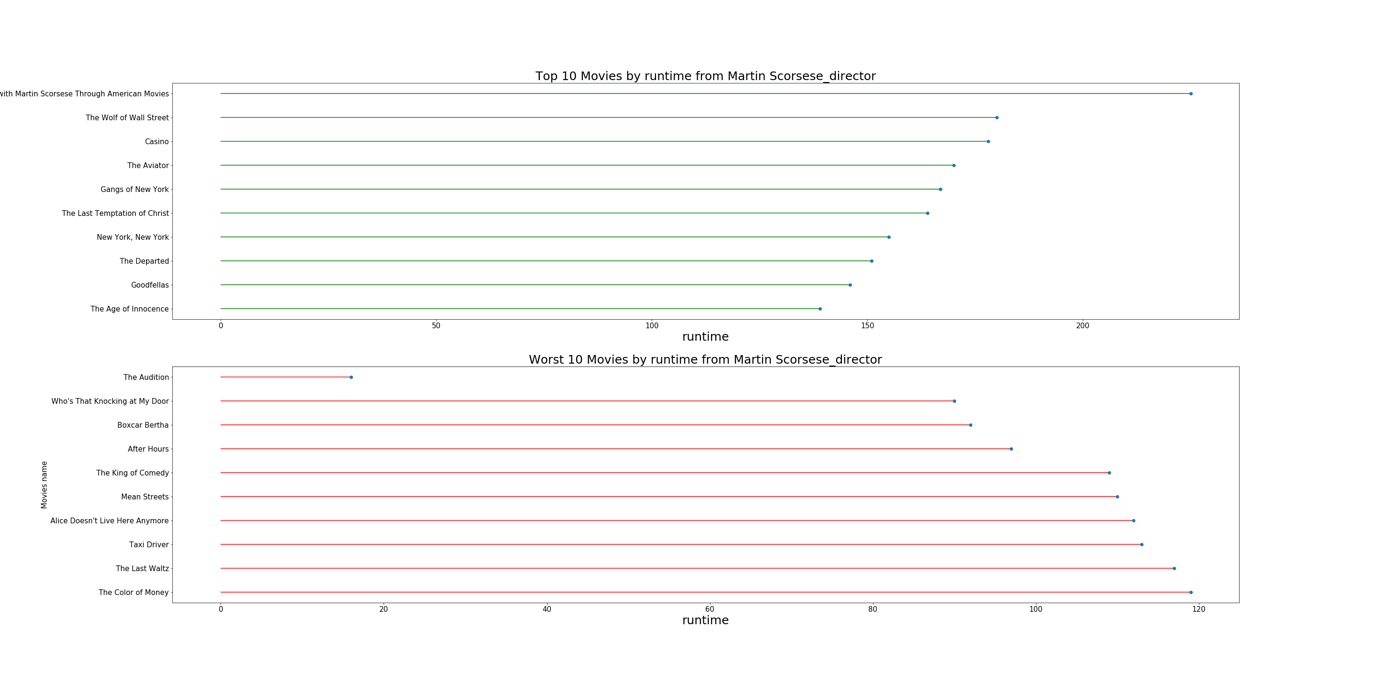 Top 10 Movies by runtime from Martin Scorsese_director
with Martin Scorsese Through American Movies
The Wolf of Wall Street
Casino
The Aviator
Gangs of New York
The Last Temptation of Christ
New York, New York
The Departed
Goodfellas
The Age of Innocence
0 50 100 150 200
runtime
Worst 10 Movies by runtime from Martin Scorsese_director
Movies name
The Audition
Who's That Knocking at My Door
Boxcar Bertha
After Hours
The King of Comedy
Mean Streets
Alice Doesn't Live Here Anymore
Taxi Driver
The Last Waltz
The Color of Money
0 20 40 60 80 100 120
runtime